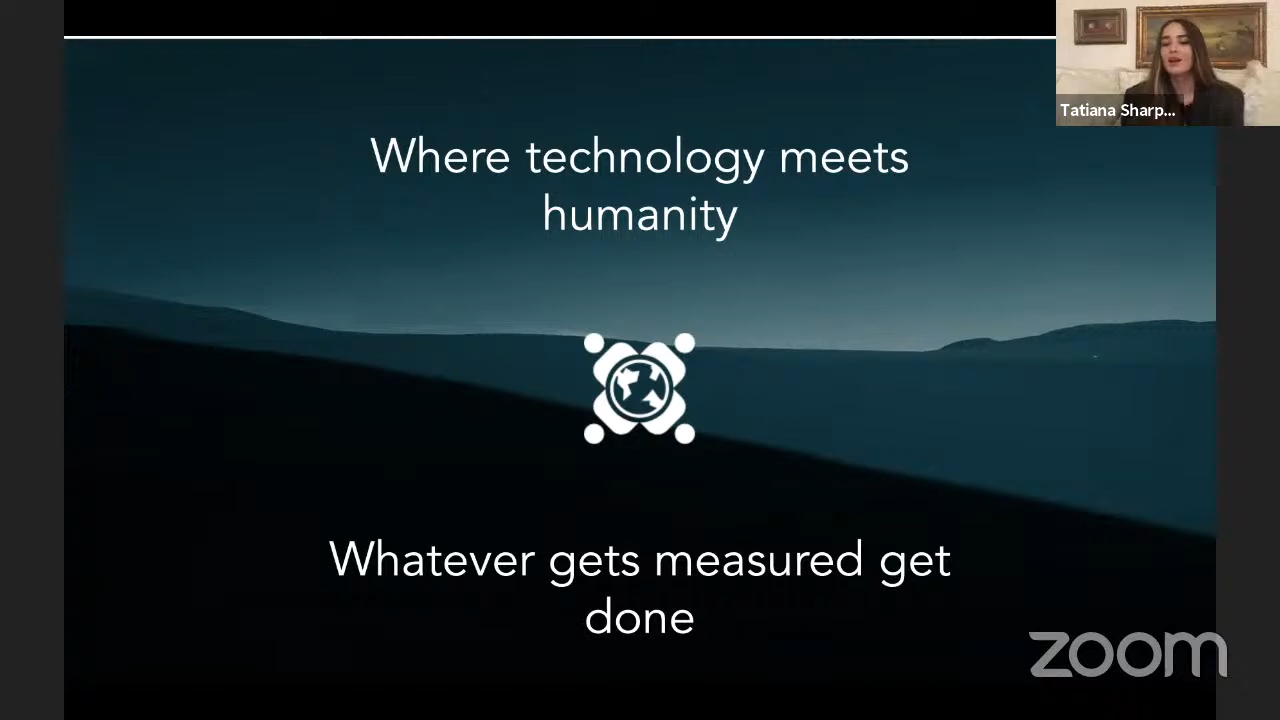 Tatiana Sharp...
Where technology meets
humanity
Whatever gets measured get
done
zoom